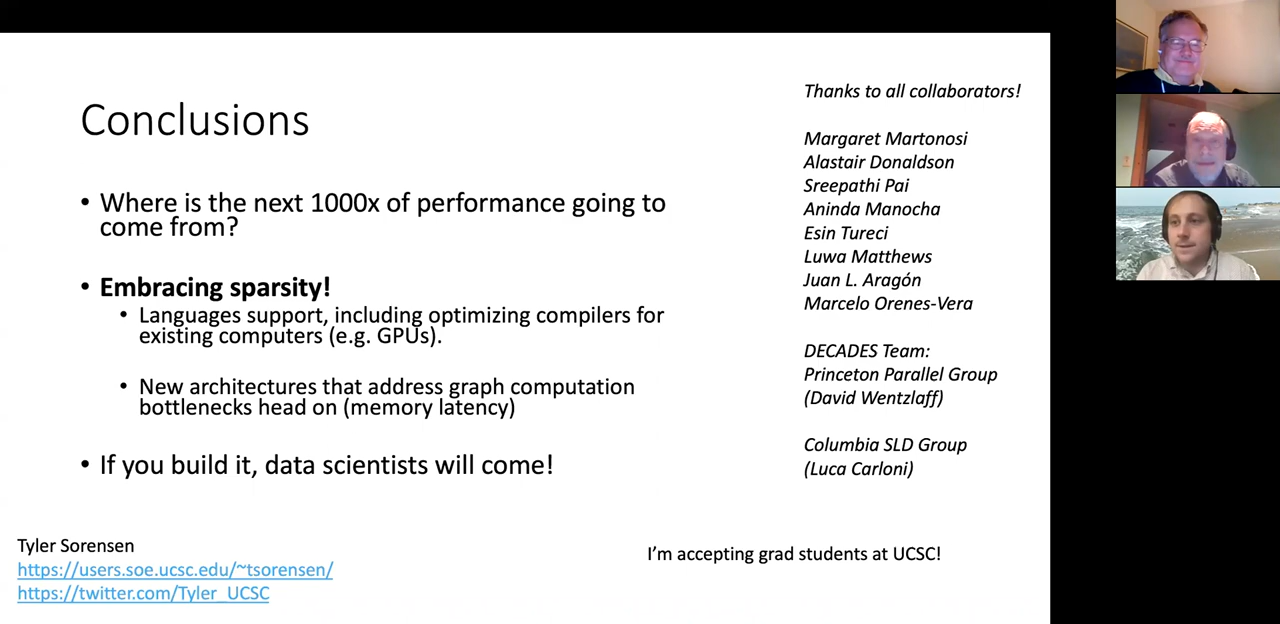 Conclusions
• Where is the next 1000x of performance going to
come from?
• Embracing sparsity!
• Languages support, including optimizing compilers for
existing computers (e.g. GPUs).
• New architectures that address graph computation
bottlenecks head on (memory latency)
• If you build it, data scientists will come!
Thanks to all collaborators!
Margaret Martonosi
Alastair Donaldson
Sreepathi Pai
Aninda Manocha
Esin Tureci
Luwa Matthews
Juan L. Aragón
Marcelo Orenes-Vera
DECADES Team:
Princeton Parallel Group
(David Wentzlaff)
Columbia SLD Group
(Luca Carloni)
Tyler Sorensen
https://users.soe.ucsc.edu/~tsorensen/
https://twitter.com/Tyler_UCSC
I'm accepting grad students at UCSC!